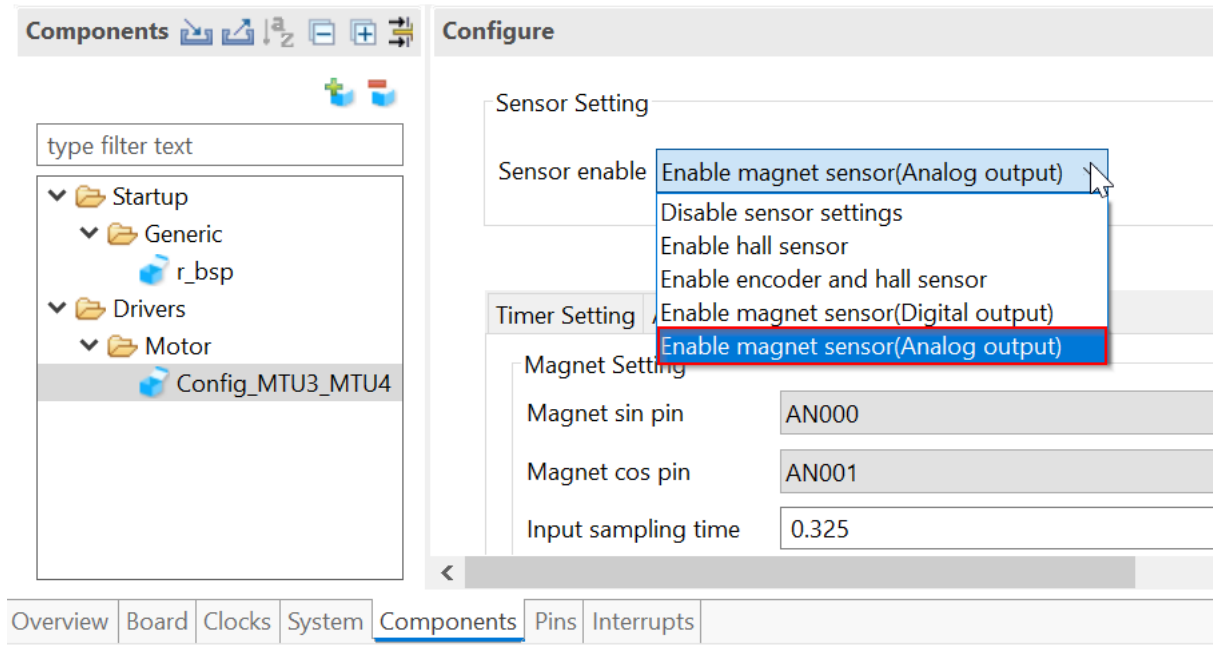 Components
type filter text
Startup
Generic
r_bsp
Drivers
Motor
Config_MTU3_MTU4
Configure
Sensor Setting
Sensor enable Enable magnet sensor(Analog output)
Disable sensor settings
Enable hall sensor
Enable encoder and hall sensor
Enable magnet sensor(Digital output)
Enable magnet sensor(Analog output)
Timer Setting
Magnet Setting
Magnet sin pin AN000
Magnet cos pin AN001
Input sampling time 0.325
Overview Board Clocks System Components Pins Interrupts